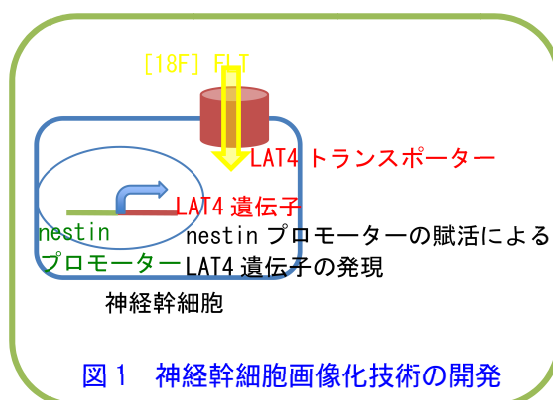 [18F] FLT
LAT4 トランスポーター
LAT4 遺伝子
nestin
プロモーター
nestin プロモーターの賦活による
LAT4 遺伝子の発現
神経幹細胞
図1 神経幹細胞画像化技術の開発